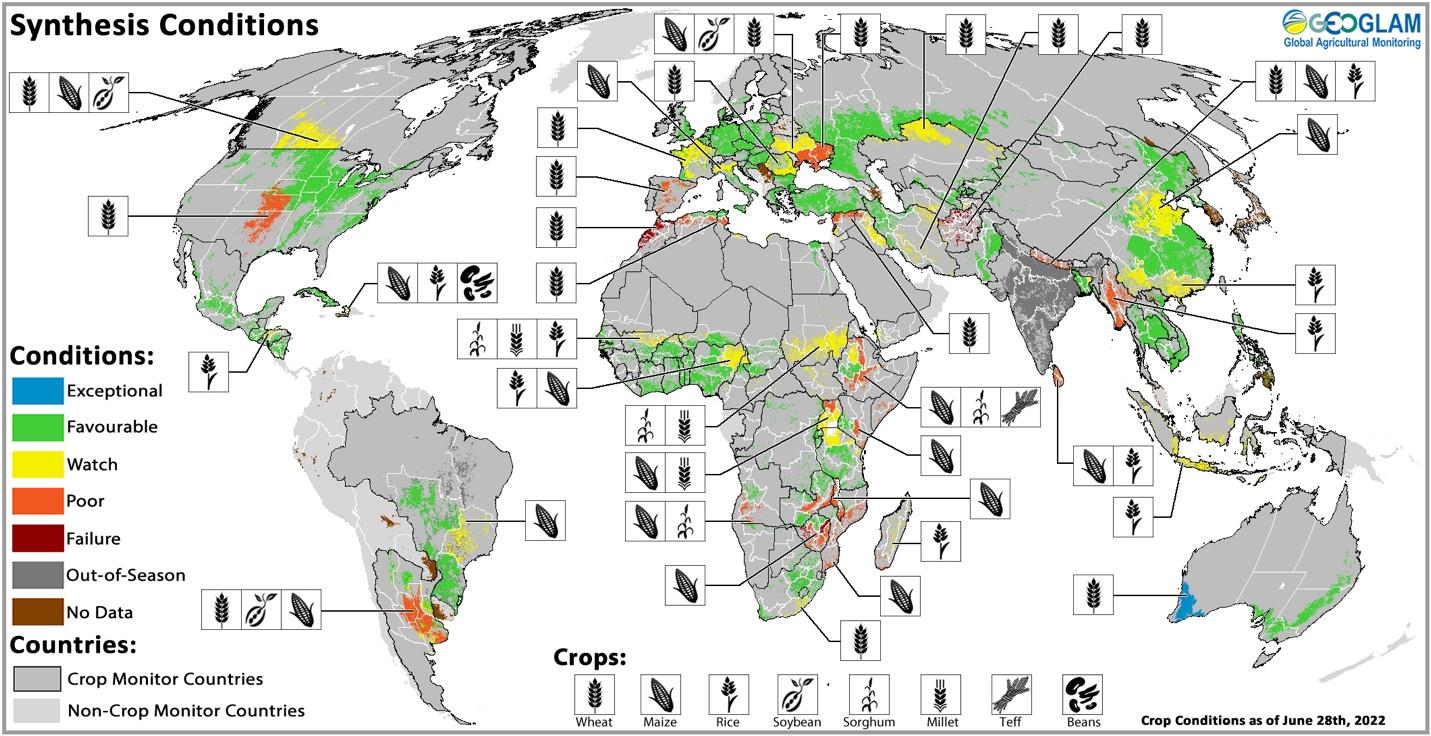 Synthesis Conditions
GEOGLAM
Global Agricultural Monitoring
Conditions:
Exceptional
Favourable
Watch
Poor
Failure
Out-of-Season
No Data
Countries:
Crop Monitor Countries
Non-Crop Monitor Countries
Crops:
Wheat
Maize
Rice
Soybean
Sorghum
Millet
Teff
Beans
Crop Conditions as of June 28th, 2022